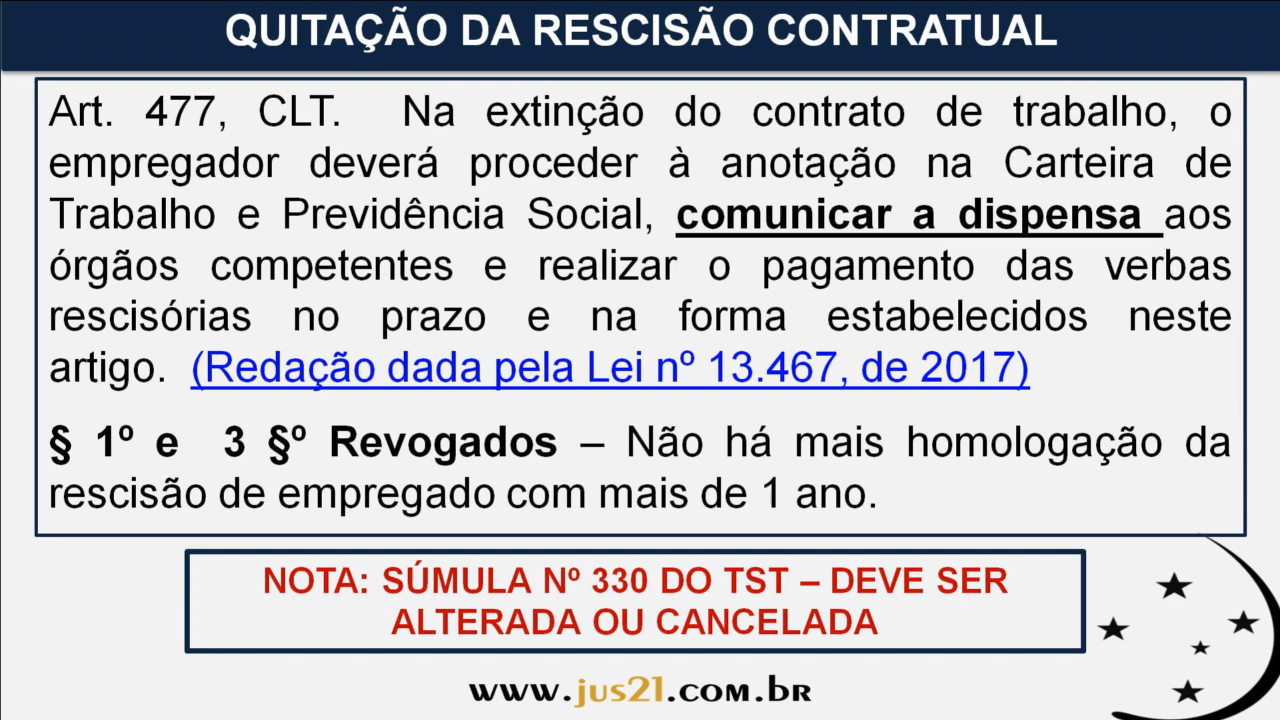 QUITAÇÃO DA RESCISÃO CONTRATUAL
Art. 477, CLT. Na extinção do contrato de trabalho, o
empregador deverá proceder à anotação na Carteira de
Trabalho e Previdência Social, comunicar a dispensa aos
órgãos competentes e realizar o pagamento das verbas
rescisórias no prazo e na forma estabelecidos neste
artigo. (Redação dada pela Lei nº 13.467, de 2017)
§ 1º e 3 §º Revogados – Não há mais homologação da
rescisão de empregado com mais de 1 ano.
NOTA: SÚMULA Nº 330 DO TST – DEVE SER
ALTERADA OU CANCELADA
www.jus21.com.br